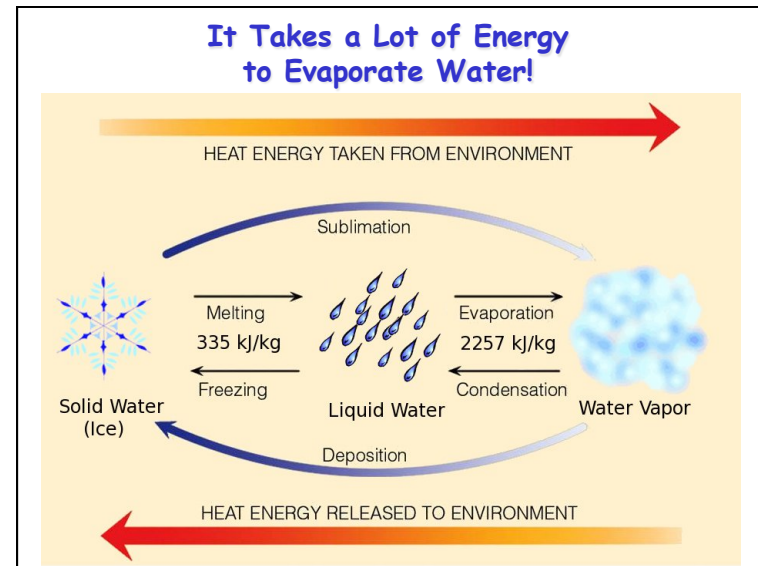 It Takes a Lot of Energy
to Evaporate Water!
HEAT ENERGY TAKEN FROM ENVIRONMENT
Sublimation
Melting
335 kJ/kg
Freezing
Evaporation
2257 kJ/kg
Condensation
Solid Water
(Ice)
Liquid Water
Water Vapor
Deposition
HEAT ENERGY RELEASED TO ENVIRONMENT